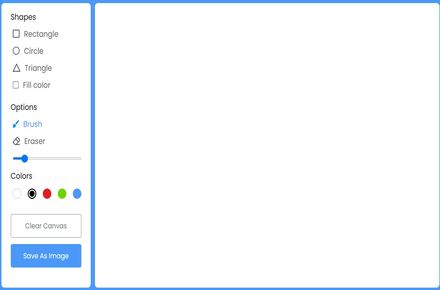 Shapes
Rectangle
Circle
Triangle
Fill color
Options
Brush
Eraser
Colors
Clear Canvas
Save As Image